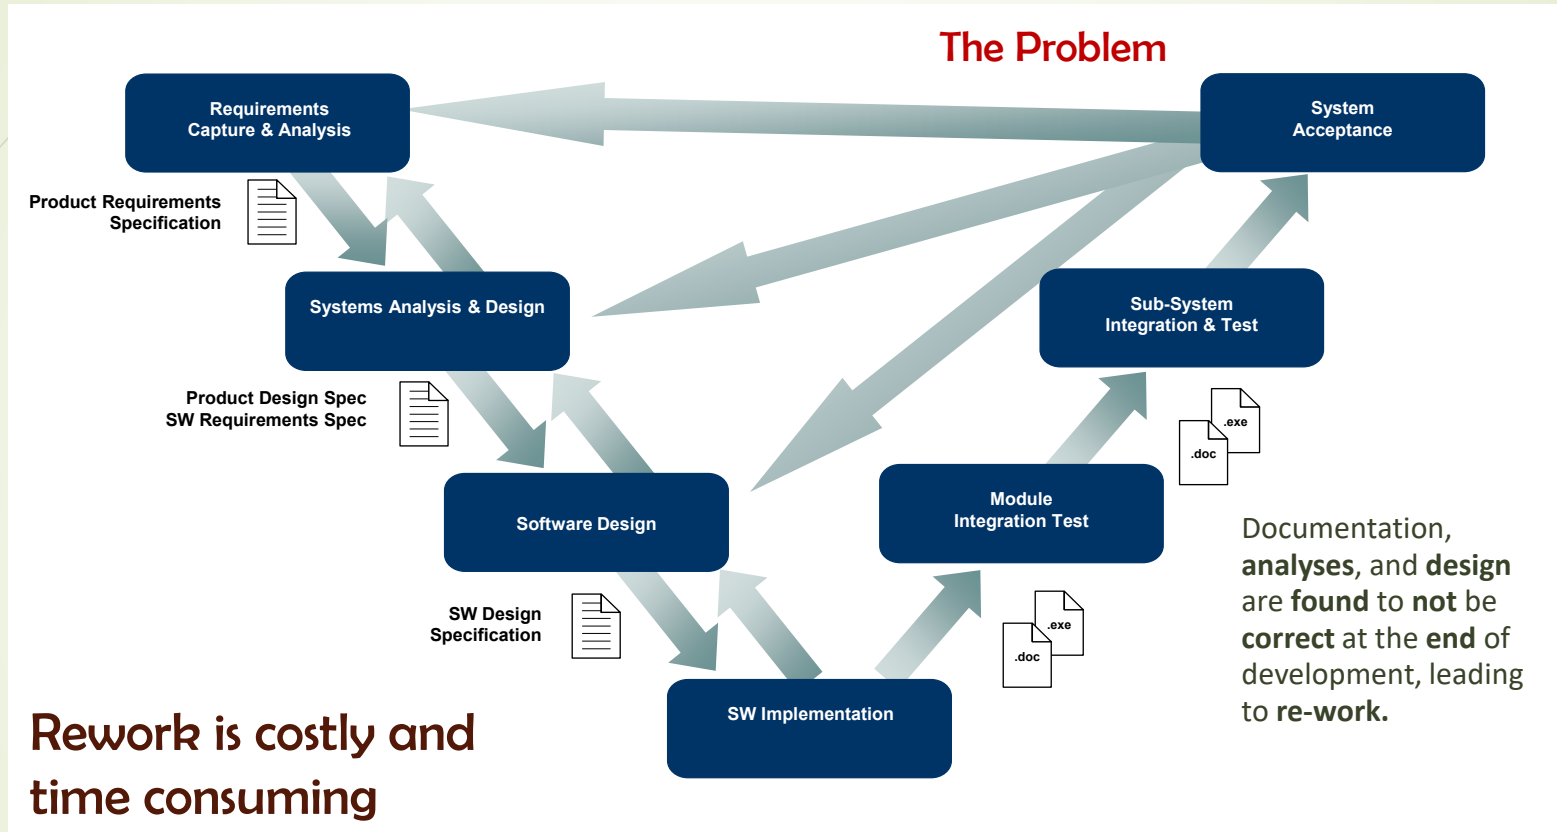 The Problem
Requirements
Capture & Analysis
System
Acceptance
Product Requirements
Specification
Systems Analysis & Design
Sub-System
Integration & Test
Product Design Spec
SW Requirements Spec
.exe
.doc
Software Design
Module
Integration Test
Documentation,
analyses, and design
are found to not be
correct at the end of
development, leading
to re-work.
SW Design
Specification
.exe
.doc
SW Implementation
Rework is costly and
time consuming